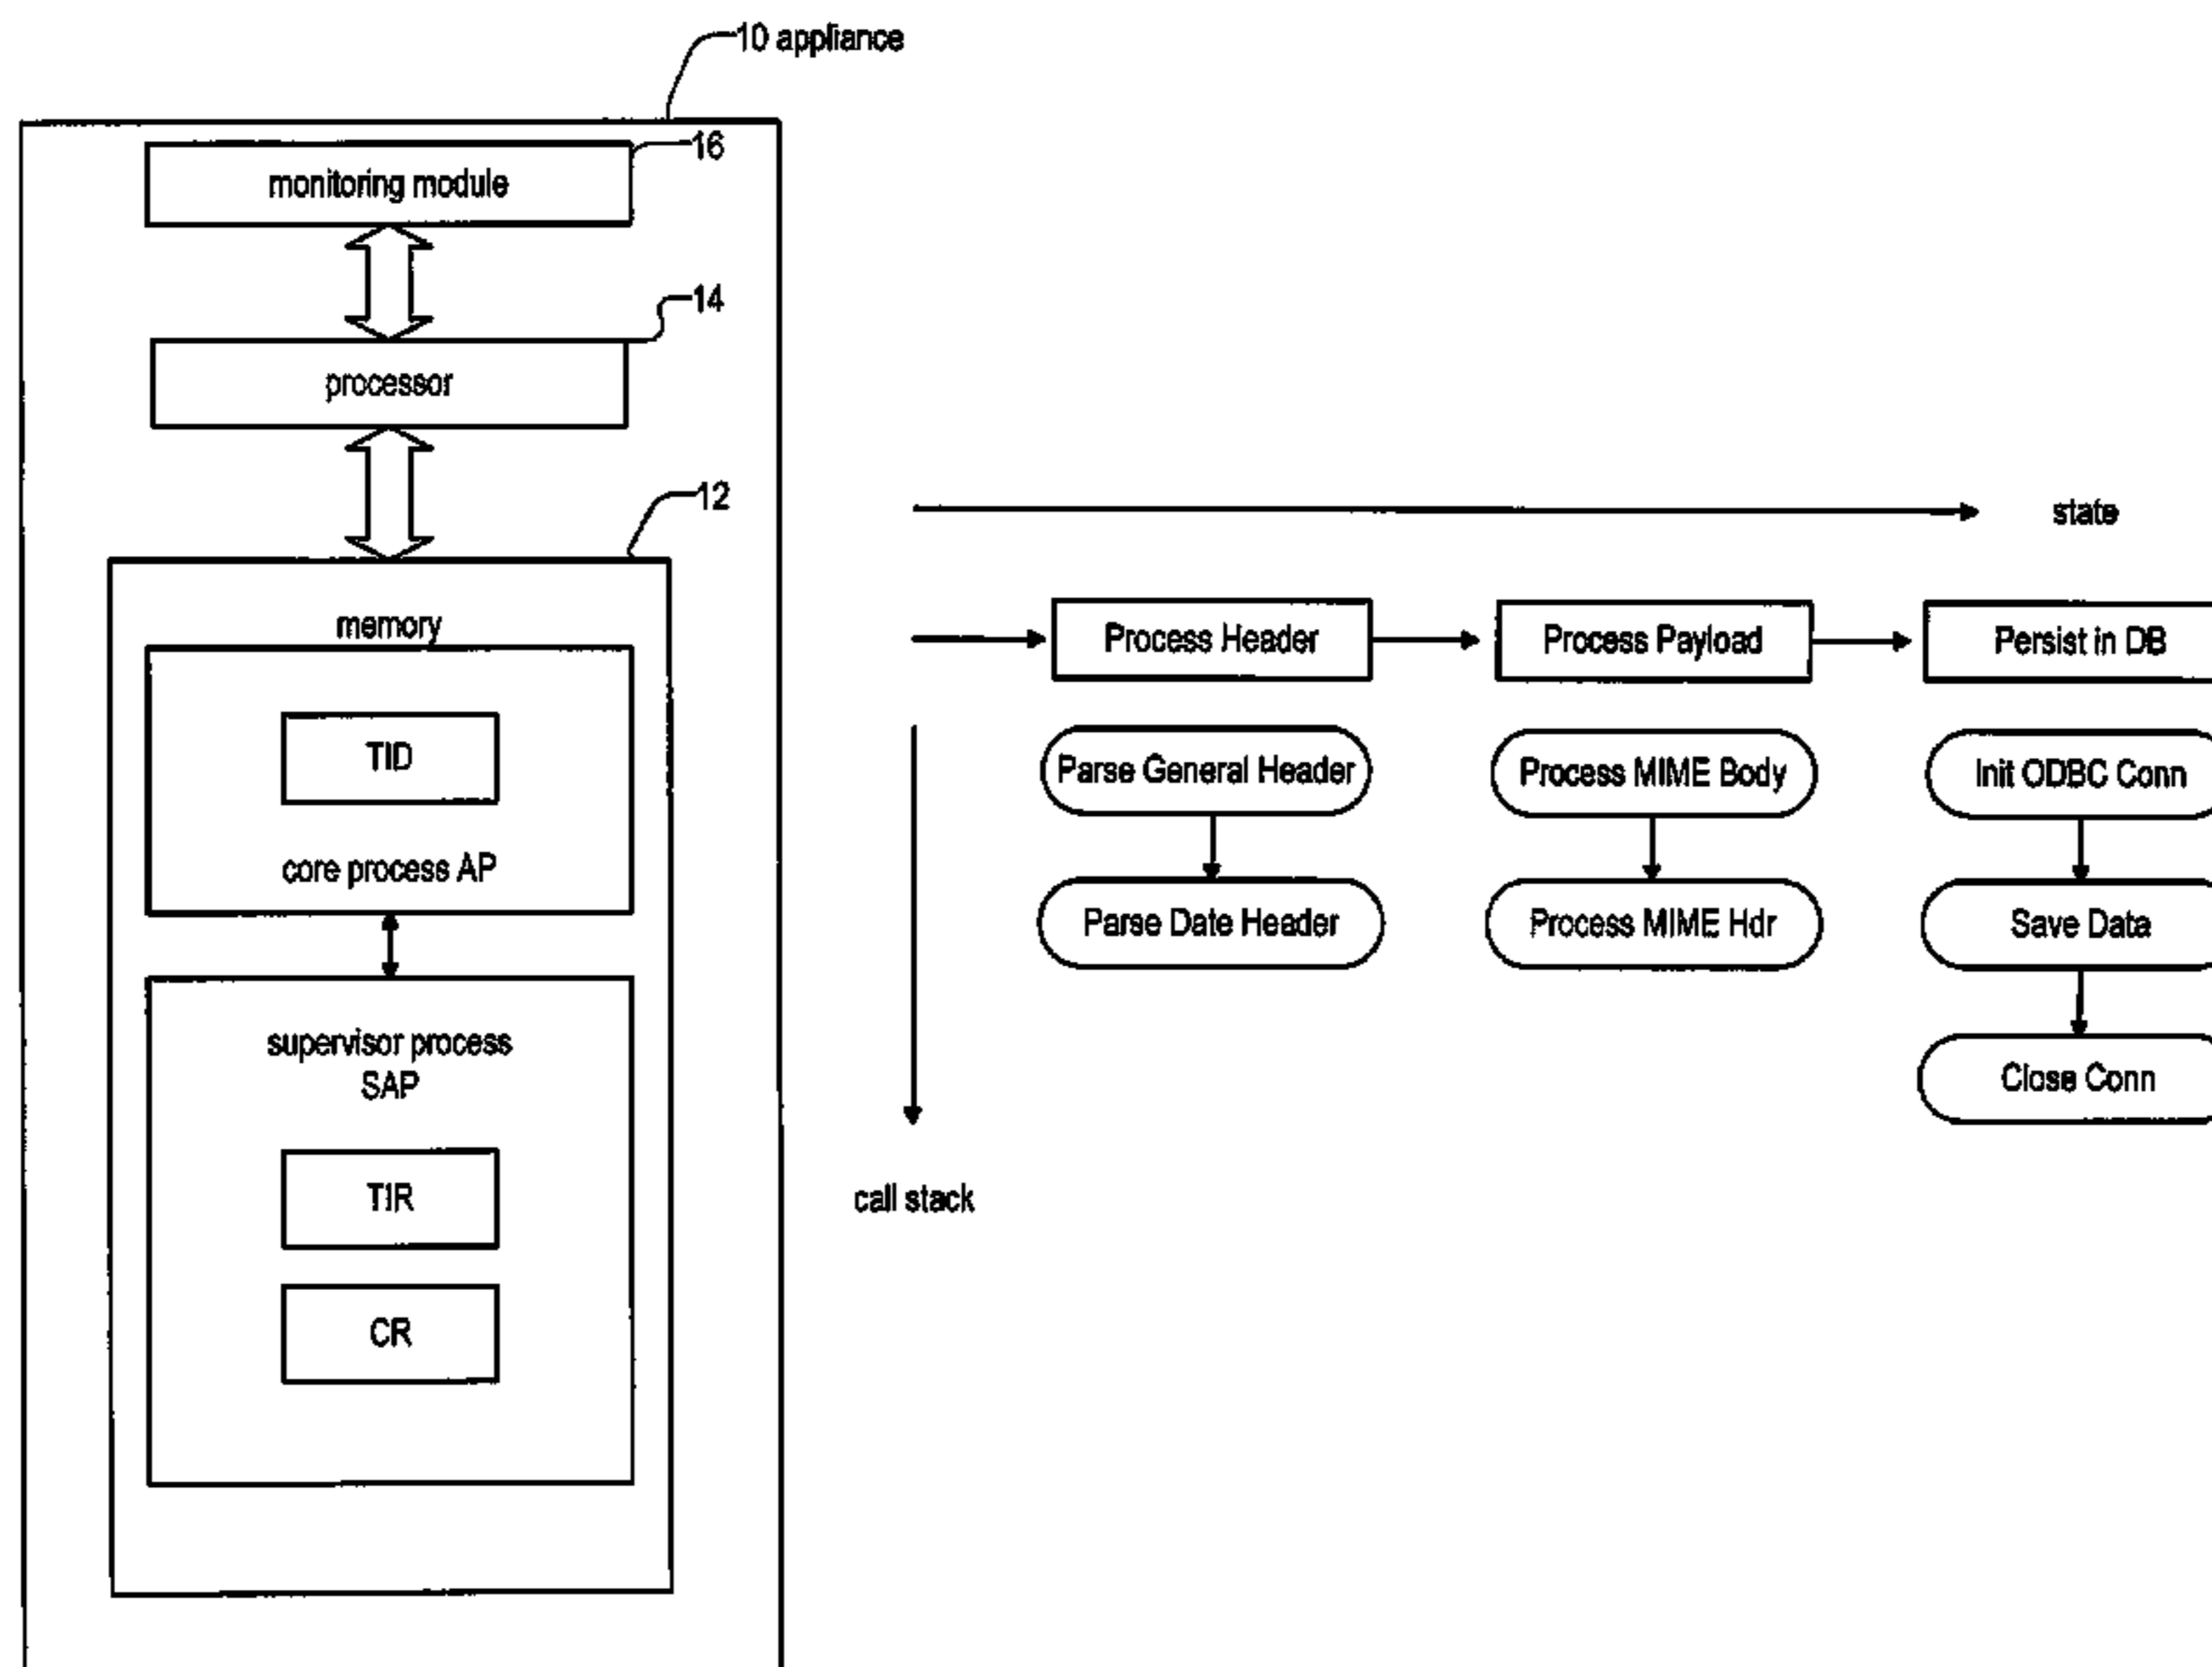 10 appliance
16
monitoring module
14
processor
12
memory
TID
core process AP
supervisor process
SAP
TIR
CR
state
Process Header
Process Payload
Persist in DB
Parse General Header
Process MIME Body
Init ODBC Conn
Parse Date Header
Process MIME Hdr
Save Data
Close Conn
call stack